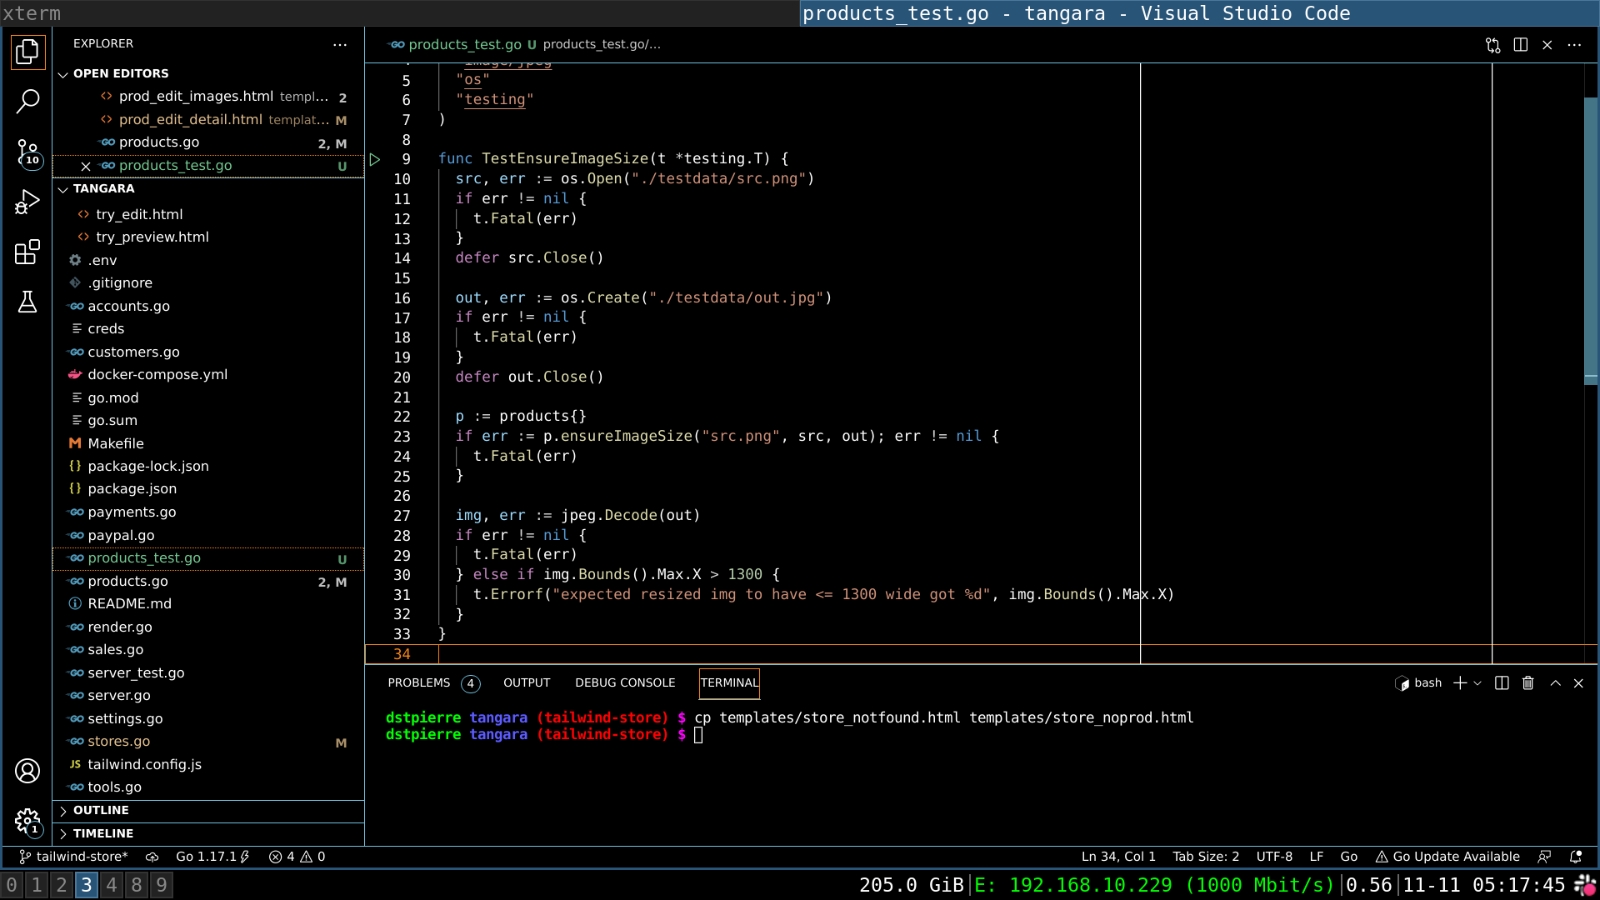 xterm
products_test.go - tangara - Visual Studio Code
EXPLORER
OPEN EDITORS
prod_edit_images.html templ... 2
prod_edit_detail.html templat... M
products.go 2, M
products_test.go U
TANGARA
try_edit.html
try_preview.html
.env
.gitignore
accounts.go
creds
customers.go
docker-compose.yml
go.mod
go.sum
Makefile
package-lock.json
package.json
payments.go
paypal.go
products_test.go U
products.go 2, M
README.md
render.go
sales.go
server_test.go
server.go
settings.go
stores.go M
tailwind.config.js
tools.go
OUTLINE
TIMELINE
10
1
products_test.go U products_test.go/...
"image/jpeg"
5 "os"
6 "testing"
7 )
8
9 func TestEnsureImageSize(t *testing.T) {
10 src, err := os.Open("./testdata/src.png")
11 if err != nil {
12 t.Fatal(err)
13 }
14 defer src.Close()
15
16 out, err := os.Create("./testdata/out.jpg")
17 if err != nil {
18 t.Fatal(err)
19 }
20 defer out.Close()
21
22 p := products{}
23 if err := p.ensureImageSize("src.png", src, out); err != nil {
24 t.Fatal(err)
25 }
26
27 img, err := jpeg.Decode(out)
28 if err != nil {
29 t.Fatal(err)
30 } else if img.Bounds().Max.X > 1300 {
31 t.Errorf("expected resized img to have <= 1300 wide got %d", img.Bounds().Max.X)
32 }
33 }
34
PROBLEMS 4 OUTPUT DEBUG CONSOLE TERMINAL
bash
dstpierre tangara (tailwind-store) $ cp templates/store_notfound.html templates/store_noprod.html
dstpierre tangara (tailwind-store) $
tailwind-store* Go 1.17.1 4 0
Ln 34, Col 1 Tab Size: 2 UTF-8 LF Go Go Update Available
0 1 2 3 4 8 9
205.0 GiB|E: 192.168.10.229 (1000 Mbit/s)|0.56|11-11 05:17:45